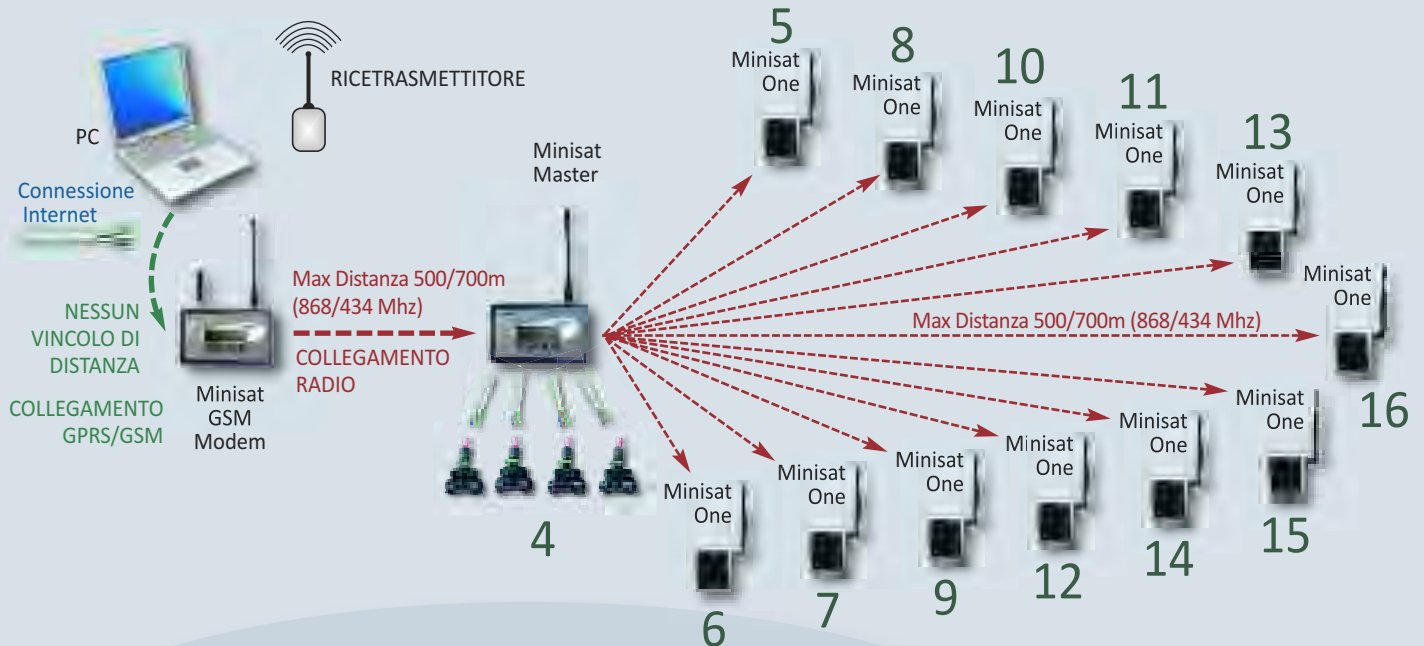 RICETRASMETTITORE
PC
Connessione
Internet
NESSUN
VINCOLO DI
DISTANZA
COLLEGAMENTO
GPRS/GSM
Minisat
GSM
Modem
Max Distanza 500/700m
(868/434 Mhz)
COLLEGAMENTO
RADIO
Minisat
Master
4
5
Minisat
One
8
Minisat
One
10
Minisat
One
11
Minisat
One
13
Minisat
One
Max Distanza 500/700m (868/434 Mhz)
Minisat
One
16
Minisat
One
6
Minisat
One
7
Minisat
One
9
Minisat
One
12
Minisat
One
14
Minisat
One
15